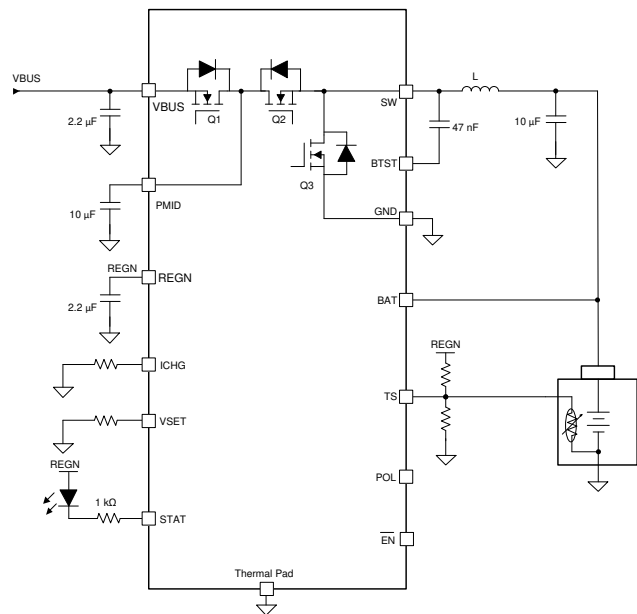 VBUS
2.2 µF
VBUS
Q1
Q2
Q3
SW
L
47 nF
10 µF
BTST
GND
PMID
10 µF
REGN
REGN
2.2 µF
BAT
ICHG
REGN
TS
VSET
REGN
1 kΩ
STAT
POL
EN
Thermal Pad